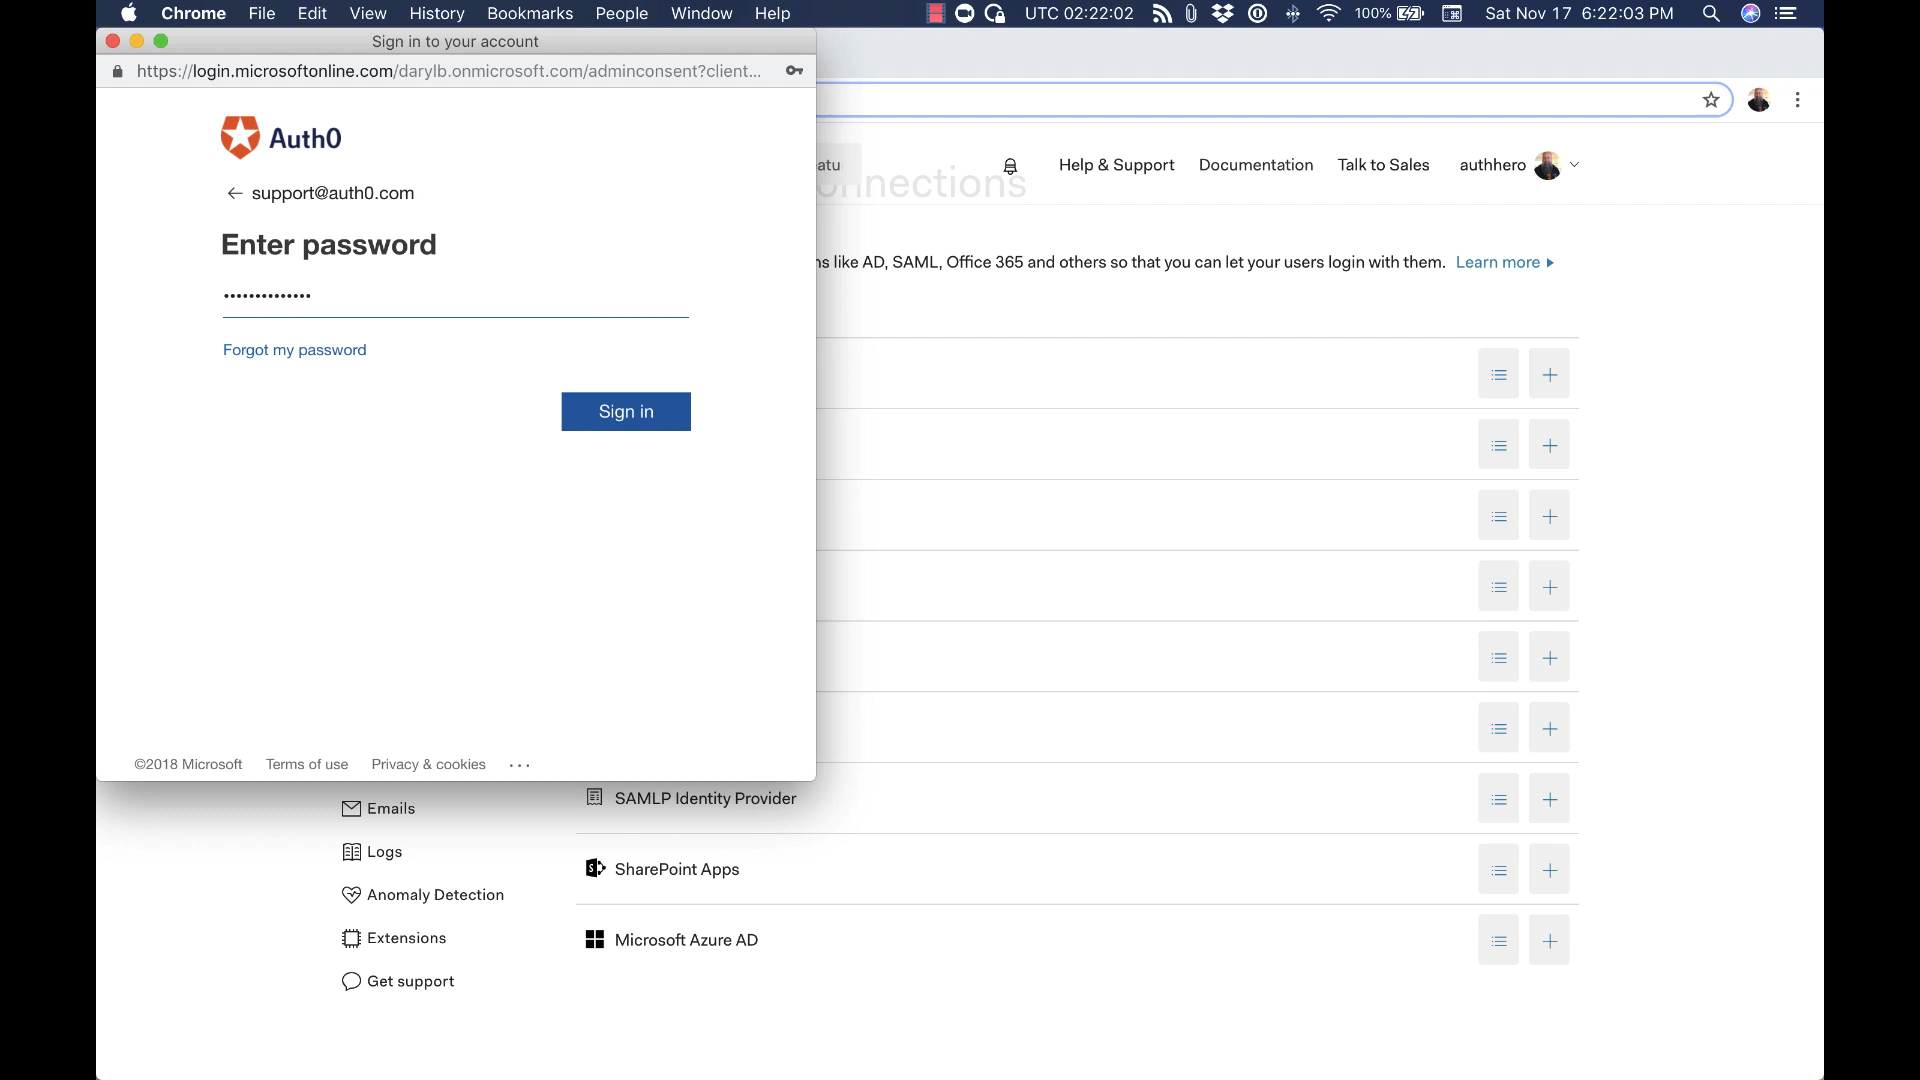 Chrome File Edit View History Bookmarks People Window Help UTC 02:22:02 100% Sat Nov 17 6:22:03 PM
Sign in to your account
https://login.microsoftonline.com/darylb.onmicrosoft.com/adminconsent?client...
Auth0
support@auth0.com
Enter password
••••••••••••••
Forgot my password
Sign in
©2018 Microsoft Terms of use Privacy & cookies ...
Help & Support Documentation Talk to Sales authhero
nnections
ns like AD, SAML, Office 365 and others so that you can let your users login with them. Learn more
SAMLP Identity Provider
SharePoint Apps
Microsoft Azure AD
Emails
Logs
Anomaly Detection
Extensions
Get support